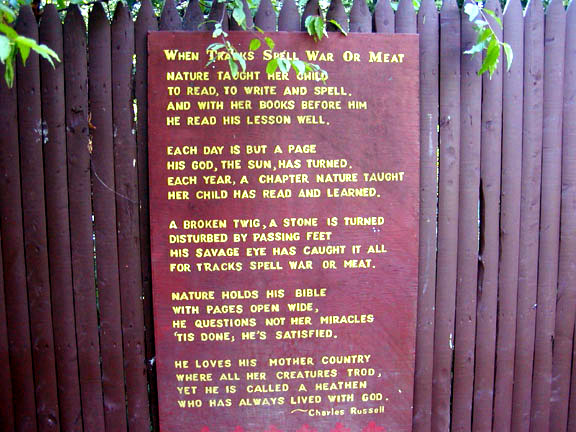 WHEN TRACKS SPELL WAR OR MEAT
NATURE TAUGHT HER CHILD
TO READ, TO WRITE AND SPELL.
AND WITH HER BOOKS BEFORE HIM
HE READ HIS LESSON WELL.
EACH DAY IS BUT A PAGE
HIS GOD, THE SUN, HAS TURNED.
EACH YEAR, A CHAPTER NATURE TAUGHT
HER CHILD HAS READ AND LEARNED.
A BROKEN TWIG, A STONE IS TURNED
DISTURBED BY PASSING FEET
HIS SAVAGE EYE HAS CAUGHT IT ALL
FOR TRACKS SPELL WAR OR MEAT.
NATURE HOLDS HIS BIBLE
WITH PAGES OPEN WIDE,
HE QUESTIONS NOT HER MIRACLES
'TIS DONE; HE'S SATISFIED.
HE LOVES HIS MOTHER COUNTRY
WHERE ALL HER CREATURES TROD,
YET HE IS CALLED A HEATHEN
WHO HAS ALWAYS LIVED WITH GOD.
~Charles Russell